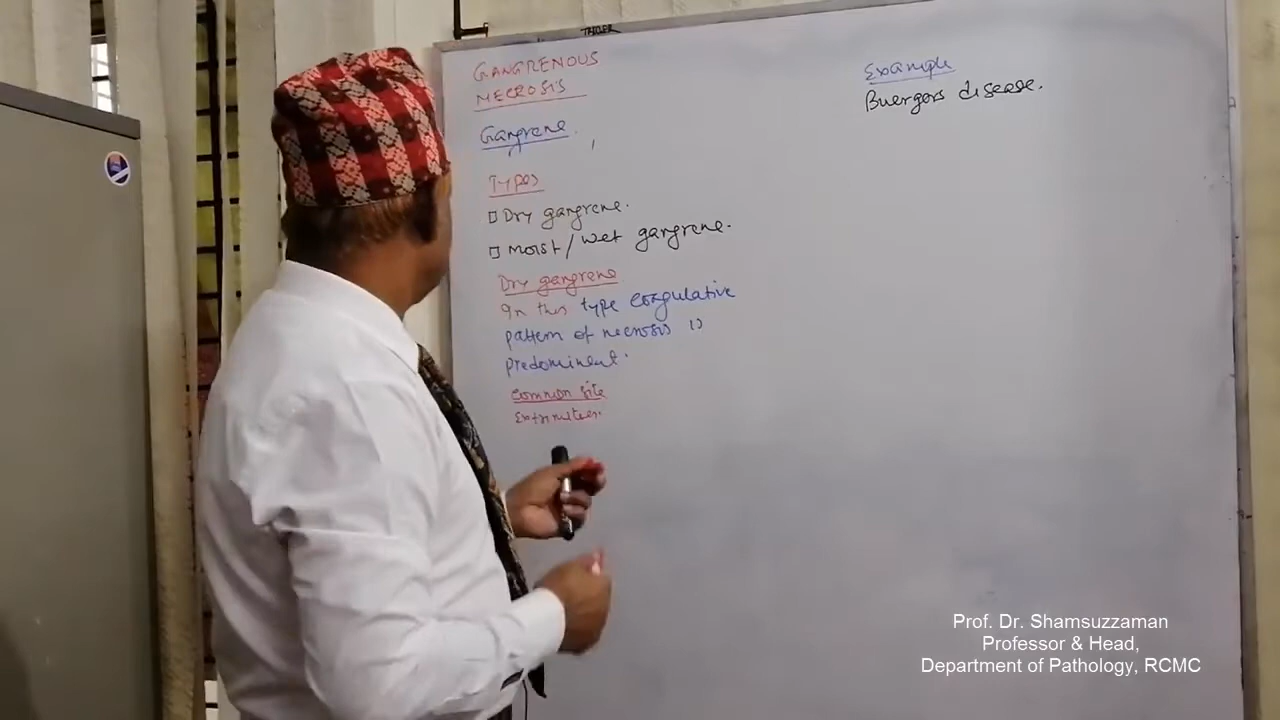 GANGRENOUS
NECROSIS
Gangrene.
Types
Dry gangrene.
Moist/wet gangrene.
Dry gangrene
In this type coagulative
pattern of necrosis is
predominent.
Common site
Extrimities.
Example
Buergers disease.
Prof. Dr. Shamsuzzaman
Professor & Head,
Department of Pathology, RCMC